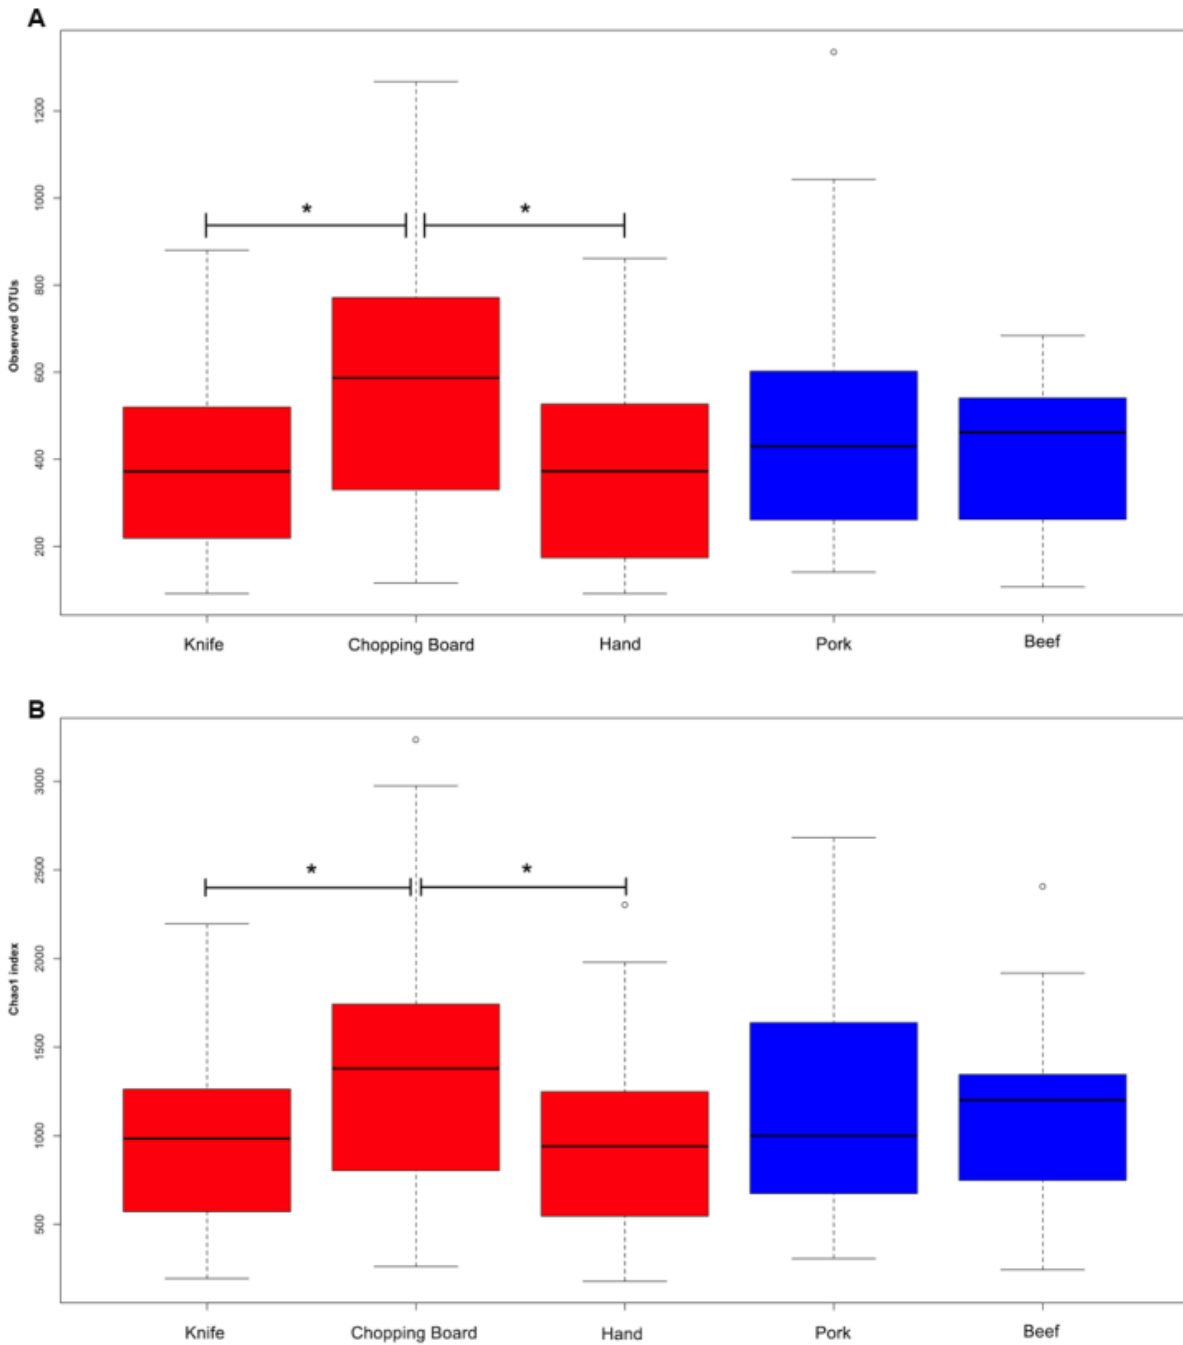 A
Observed OTUs
1200
1000
800
600
400
200
* *
Knife Chopping Board Hand Pork Beef
B
Chao1 index
3000
2500
2000
1500
1000
500
* *
Knife Chopping Board Hand Pork Beef